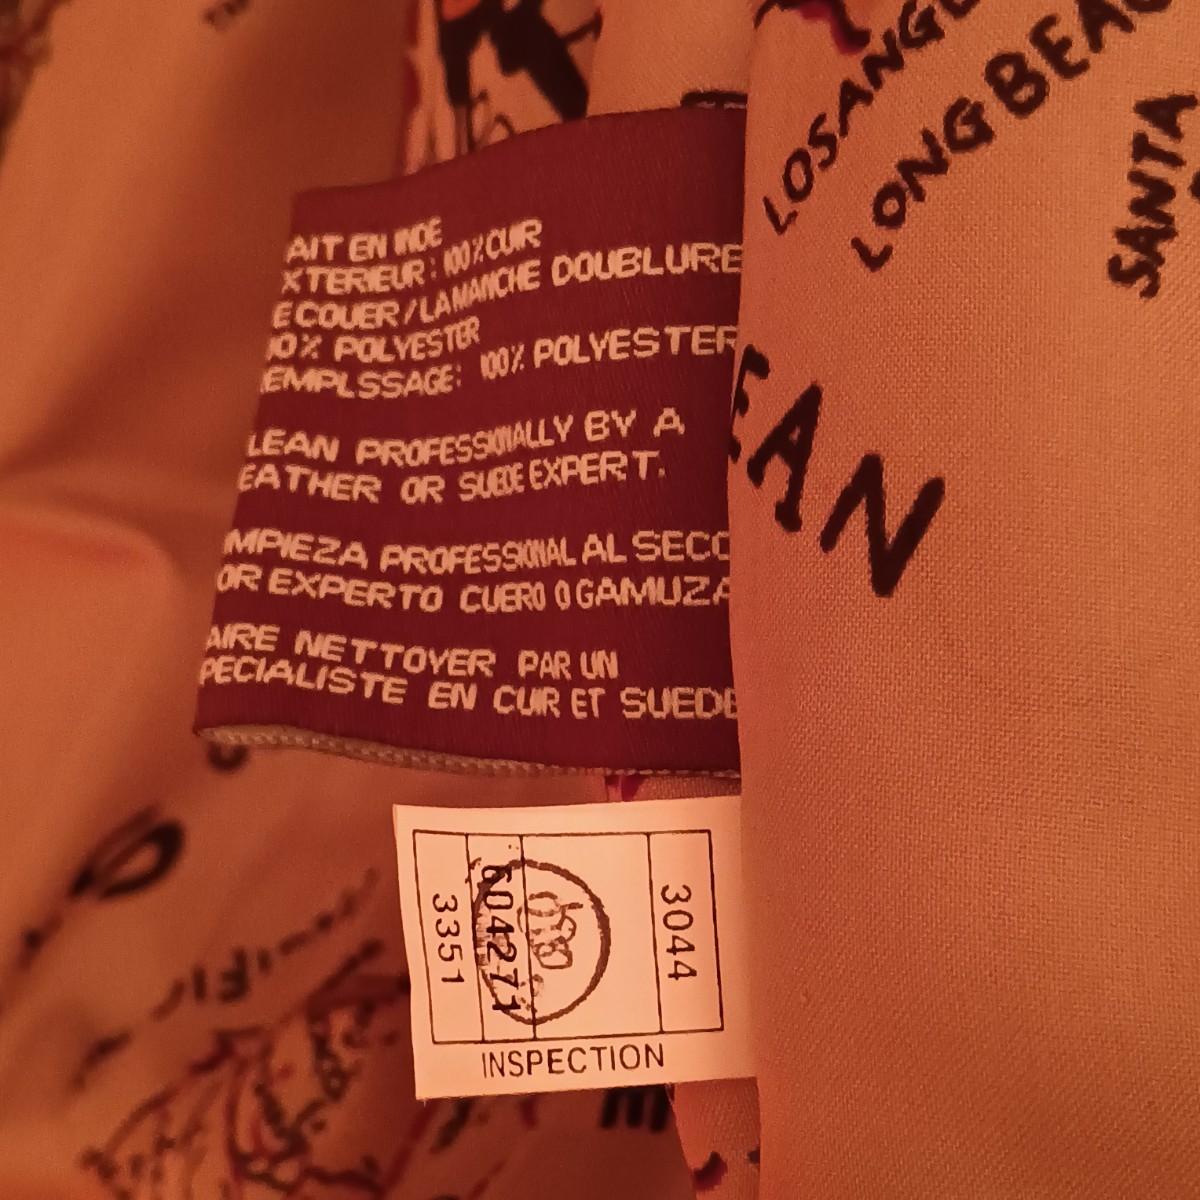 LOSANGE
LONG BEAC
SANTA
EAN
AIT EN INDE
XTERIEUR: 100% CUIR
E COUER/LA MANCHE DOUBLURE
00% POLYESTER
EMPLSSAGE: 100% POLYESTER
LEAN PROFESSIONALLY BY A
EATHER OR SUEDE EXPERT.
MPIEZA PROFESSIONAL AL SECO
OR EXPERTO CUERO O GAMUZA
AIRE NETTOYER PAR UN
PECIALISTE EN CUIR ET SUEDE
3044
604271
3351
INSPECTION